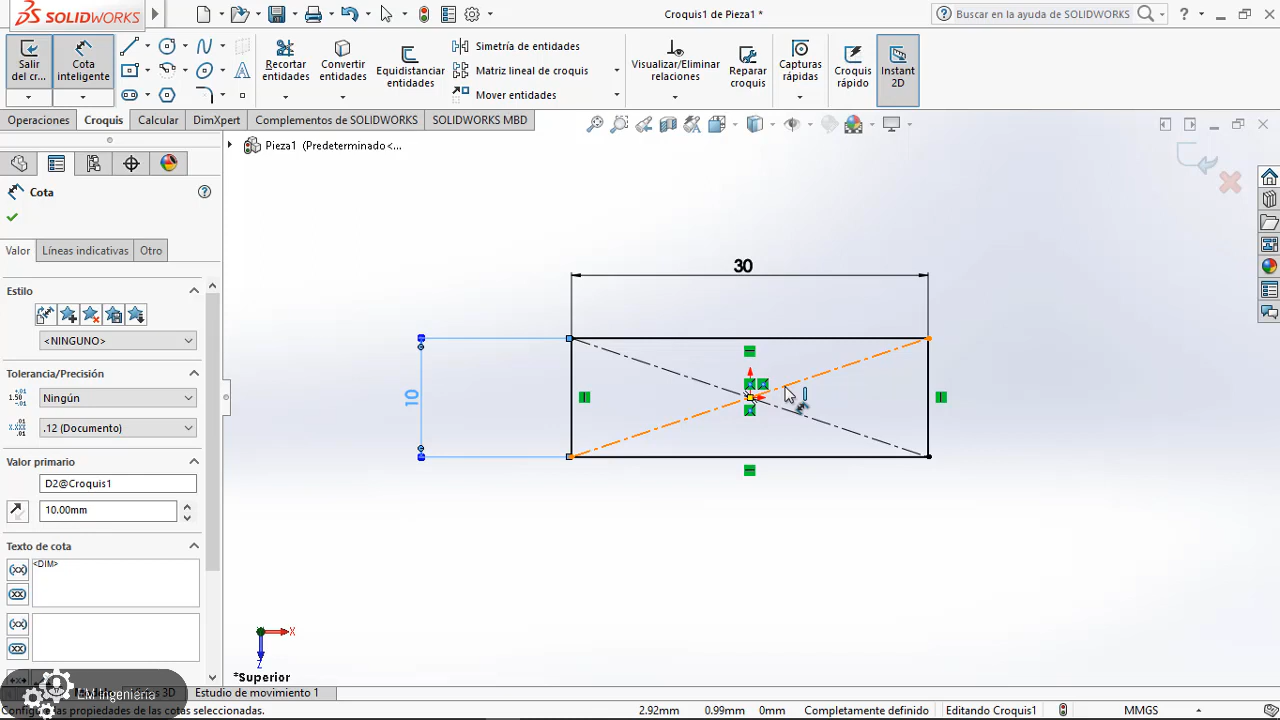 SOLIDWORKS
Croquis1 de Pieza1 *
Buscar en la ayuda de SOLIDWORKS
Salir del cr...
Cota inteligente
Recortar entidades
Convertir entidades
Equidistanciar entidades
Simetría de entidades
Matriz lineal de croquis
Mover entidades
Visualizar/Eliminar relaciones
Reparar croquis
Capturas rápidas
Croquis rápido
Instant 2D
Operaciones
Croquis
Calcular
DimXpert
Complementos de SOLIDWORKS
SOLIDWORKS MBD
Pieza1 (Predeterminado<...
Cota
Valor
Líneas indicativas
Otro
Estilo
<NINGUNO>
Tolerancia/Precisión
Ningún
.12 (Documento)
Valor primario
D2@Croquis1
10.00mm
Texto de cota
<DIM>
30
10
X
Z
*Superior
EM Ingeniería
3D
Estudio de movimiento 1
las propiedades de las cotas seleccionadas.
2.92mm
0.99mm
0mm
Completamente definido
Editando Croquis1
MMGS